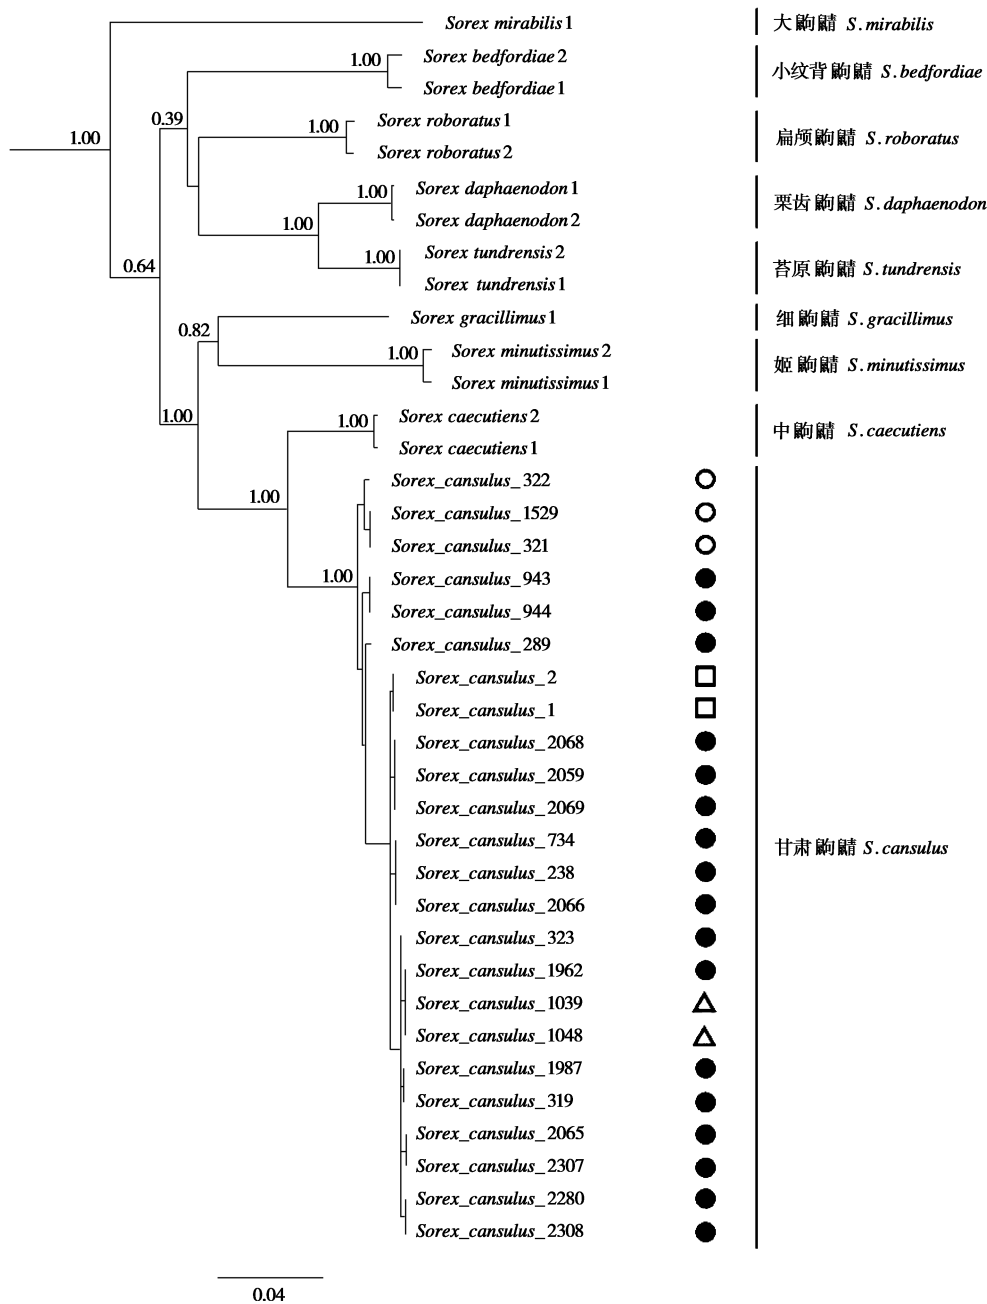 Sorex mirabilis 1 大鼩鼱 S.mirabilis
1.00 Sorex bedfordiae 2
Sorex bedfordiae 1 小纹背鼩鼱 S.bedfordiae
0.39 1.00 Sorex roboratus 1
1.00 Sorex roboratus 2 扁颅鼩鼱 S.roboratus
1.00 Sorex daphaenodon 1
Sorex daphaenodon 2 栗齿鼩鼱 S.daphaenodon
1.00
1.00 Sorex tundrensis 2
Sorex tundrensis 1 苔原鼩鼱 S.tundrensis
0.64
Sorex gracillimus 1 细鼩鼱 S.gracillimus
0.82
1.00 Sorex minutissimus 2
Sorex minutissimus 1 姬鼩鼱 S.minutissimus
1.00
1.00 Sorex caecutiens 2
Sorex caecutiens 1 中鼩鼱 S.caecutiens
Sorex_cansulus_322
1.00
Sorex_cansulus_1529
Sorex_cansulus_321
1.00 Sorex_cansulus_943
Sorex_cansulus_944
Sorex_cansulus_289
Sorex_cansulus_2
Sorex_cansulus_1
Sorex_cansulus_2068
Sorex_cansulus_2059
Sorex_cansulus_2069
Sorex_cansulus_734
甘肃鼩鼱 S.cansulus
Sorex_cansulus_238
Sorex_cansulus_2066
Sorex_cansulus_323
Sorex_cansulus_1962
Sorex_cansulus_1039
Sorex_cansulus_1048
Sorex_cansulus_1987
Sorex_cansulus_319
Sorex_cansulus_2065
Sorex_cansulus_2307
Sorex_cansulus_2280
Sorex_cansulus_2308
0.04